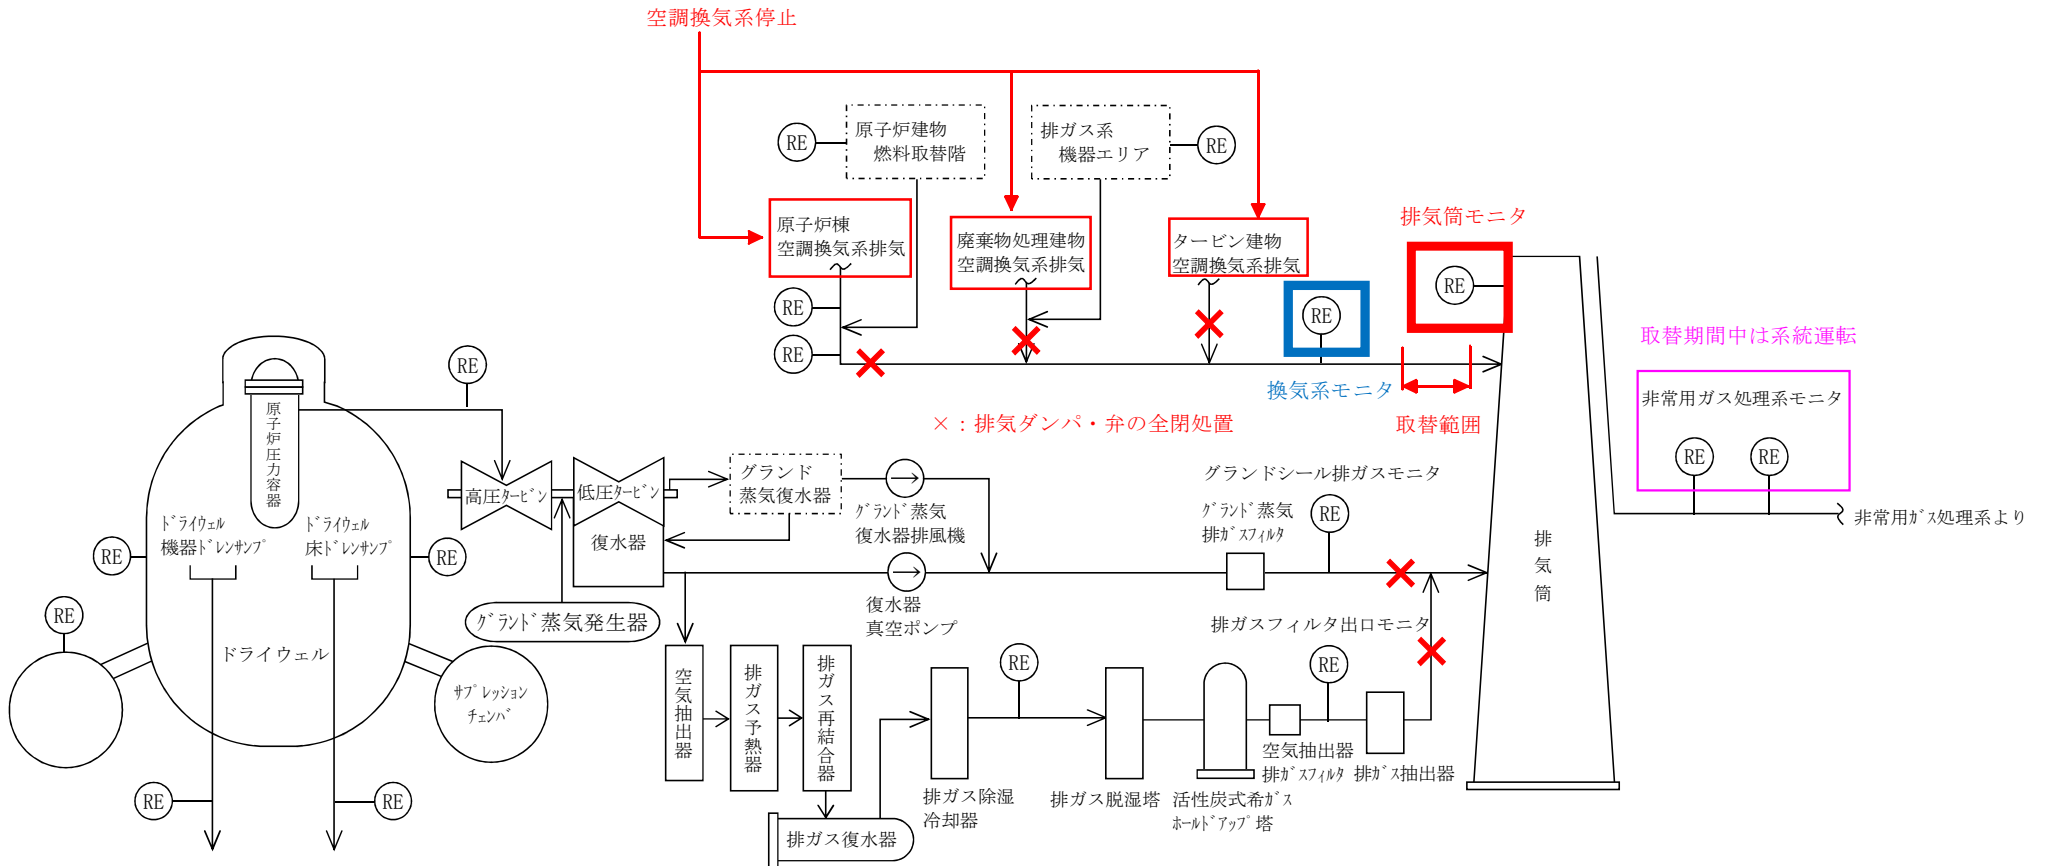 空調換気系停止
RE
原子炉建物
燃料取替階
排ガス系
機器エリア
RE
原子炉棟
空調換気系排気
廃棄物処理建物
空調換気系排気
タービン建物
空調換気系排気
排気筒モニタ
RE
RE
RE
RE
換気系モニタ
取替範囲
×：排気ダンパ・弁の全閉処置
取替期間中は系統運転
非常用ガス処理系モニタ
RE
RE
非常用ｶﾞｽ処理系より
排気筒
RE
原子炉圧力容器
高圧ﾀｰﾋﾞﾝ
低圧ﾀｰﾋﾞﾝ
復水器
グランド
蒸気復水器
ｸﾞﾗﾝﾄﾞ蒸気
復水器排風機
グランドシール排ガスモニタ
ｸﾞﾗﾝﾄﾞ蒸気
排ｶﾞｽﾌｨﾙﾀ
RE
復水器
真空ポンプ
ｸﾞﾗﾝﾄﾞ蒸気発生器
ﾄﾞﾗｲｳｪﾙ
機器ﾄﾞﾚﾝｻﾝﾌﾟ
ﾄﾞﾗｲｳｪﾙ
床ﾄﾞﾚﾝｻﾝﾌﾟ
RE
RE
RE
ドライウェル
ｻﾌﾟﾚｯｼｮﾝ
ﾁｪﾝﾊﾞ
RE
RE
空気抽出器
排ガス予熱器
排ガス再結合器
排ガス復水器
RE
排ガス除湿
冷却器
排ガス脱湿塔
活性炭式希ｶﾞｽ
ﾎｰﾙﾄﾞｱｯﾌﾟ塔
排ガスフィルタ出口モニタ
RE
空気抽出器
排ｶﾞｽﾌｨﾙﾀ
排ｶﾞｽ抽出器